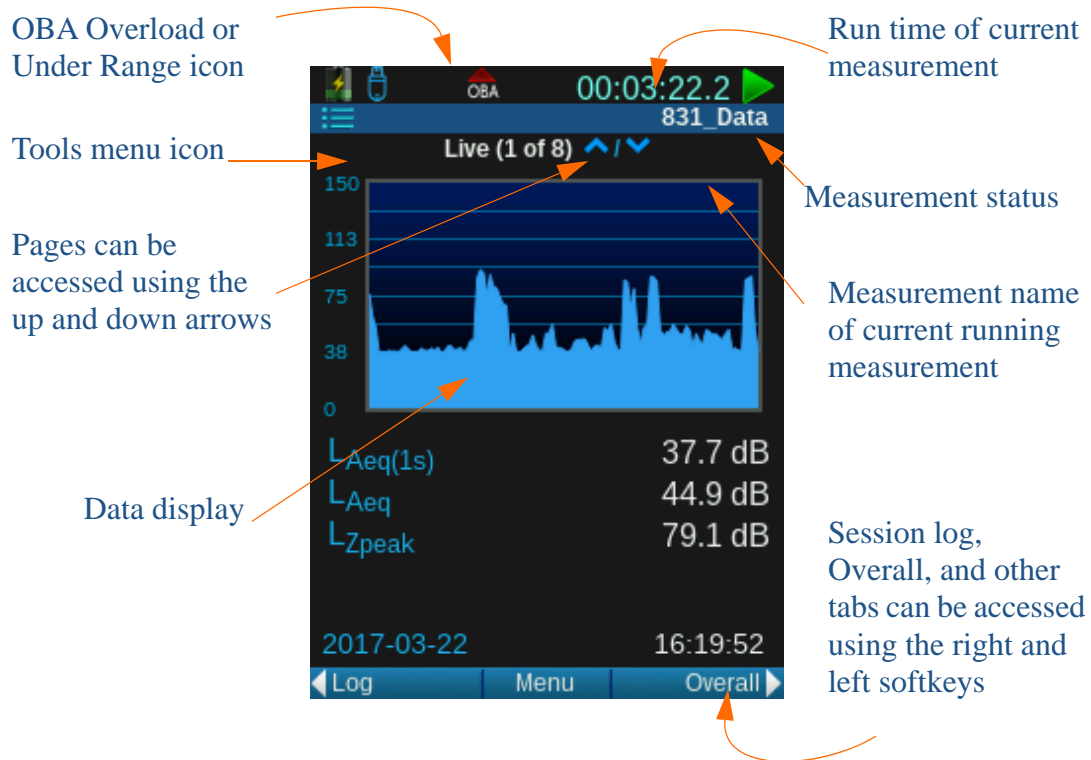 OBA Overload or
Under Range icon
Run time of current
measurement
OBA
00:03:22.2
831_Data
Tools menu icon
Live (1 of 8)
/
Measurement status
150
113
75
38
0
Pages can be
accessed using the
up and down arrows
Measurement name
of current running
measurement
LAeq(1s) 37.7 dB
LAeq 44.9 dB
LZpeak 79.1 dB
Data display
Session log,
Overall, and other
tabs can be accessed
using the right and
left softkeys
2017-03-22 16:19:52
Log Menu Overall